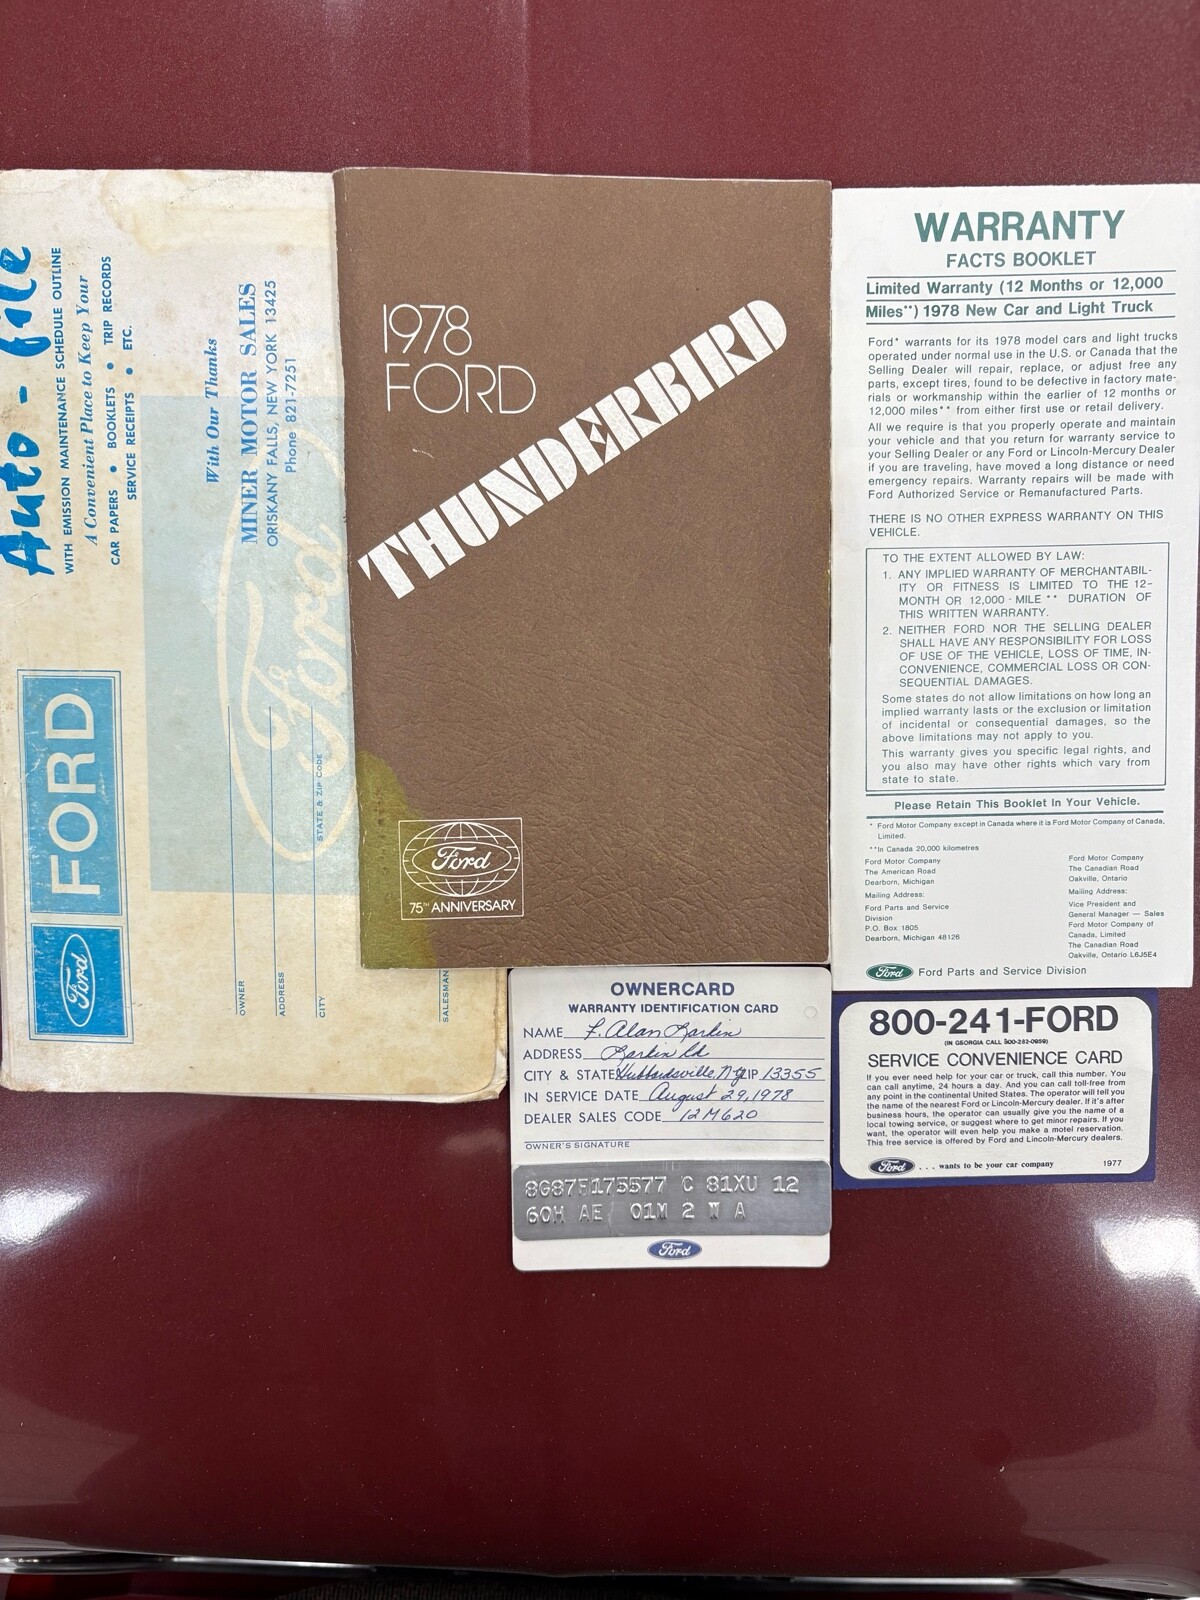 Auto-file
WITH EMISSION MAINTENANCE SCHEDULE OUTLINE
A Convenient Place to Keep Your
CAR PAPERS • BOOKLETS • TRIP RECORDS
SERVICE RECEIPTS • ETC.
With Our Thanks
MINER MOTOR SALES
ORISKANY FALLS, NEW YORK 13425
Phone 821-7251
Ford
FORD
Ford
OWNER
ADDRESS
CITY
STATE & ZIP CODE
SALESMAN
1978
FORD
THUNDERBIRD
Ford
75TH ANNIVERSARY
WARRANTY
FACTS BOOKLET
Limited Warranty (12 Months or 12,000
Miles**) 1978 New Car and Light Truck
Ford* warrants for its 1978 model cars and light trucks
operated under normal use in the U.S. or Canada that the
Selling Dealer will repair, replace, or adjust free any
parts, except tires, found to be defective in factory mate-
rials or workmanship within the earlier of 12 months or
12,000 miles** from either first use or retail delivery.
All we require is that you properly operate and maintain
your vehicle and that you return for warranty service to
your Selling Dealer or any Ford or Lincoln-Mercury Dealer
if you are traveling, have moved a long distance or need
emergency repairs. Warranty repairs will be made with
Ford Authorized Service or Remanufactured Parts.
THERE IS NO OTHER EXPRESS WARRANTY ON THIS
VEHICLE.
TO THE EXTENT ALLOWED BY LAW:
1. ANY IMPLIED WARRANTY OF MERCHANTABIL-
ITY OR FITNESS IS LIMITED TO THE 12-
MONTH OR 12,000-MILE** DURATION OF
THIS WRITTEN WARRANTY.
2. NEITHER FORD NOR THE SELLING DEALER
SHALL HAVE ANY RESPONSIBILITY FOR LOSS
OF USE OF THE VEHICLE, LOSS OF TIME, IN-
CONVENIENCE, COMMERCIAL LOSS OR CON-
SEQUENTIAL DAMAGES.
Some states do not allow limitations on how long an
implied warranty lasts or the exclusion or limitation
of incidental or consequential damages, so the
above limitations may not apply to you.
This warranty gives you specific legal rights, and
you also may have other rights which vary from
state to state.
Please Retain This Booklet In Your Vehicle.
* Ford Motor Company except in Canada where it is Ford Motor Company of Canada,
Limited.
**In Canada 20,000 kilometres
Ford Motor Company
The American Road
Dearborn, Michigan
Mailing Address:
Ford Parts and Service
Division
P.O. Box 1805
Dearborn, Michigan 48126
Ford Motor Company
The Canadian Road
Oakville, Ontario
Mailing Address:
Vice President and
General Manager — Sales
Ford Motor Company of
Canada, Limited
The Canadian Road
Oakville, Ontario L6J5E4
Ford Ford Parts and Service Division
OWNERCARD
WARRANTY IDENTIFICATION CARD
NAME F. Alan Larkin
ADDRESS Larkin Rd
CITY & STATE Hubbardsville, N.Y. ZIP 13355
IN SERVICE DATE August 29, 1978
DEALER SALES CODE 12M620
OWNER'S SIGNATURE
8G87F175577 C 81XU 12
60H AE 01M 2 A
Ford
800-241-FORD
(IN GEORGIA CALL 800-282-0959)
SERVICE CONVENIENCE CARD
If you ever need help for your car or truck, call this number. You
can call anytime, 24 hours a day. And you can call toll-free from
any point in the continental United States. The operator will tell you
the name of the nearest Ford or Lincoln-Mercury dealer. If it's after
business hours, the operator can usually give you the name of a
local towing service, or suggest where to get minor repairs. If you
want, the operator will even help you make a motel reservation.
This free service is offered by Ford and Lincoln-Mercury dealers.
Ford ... wants to be your car company 1977